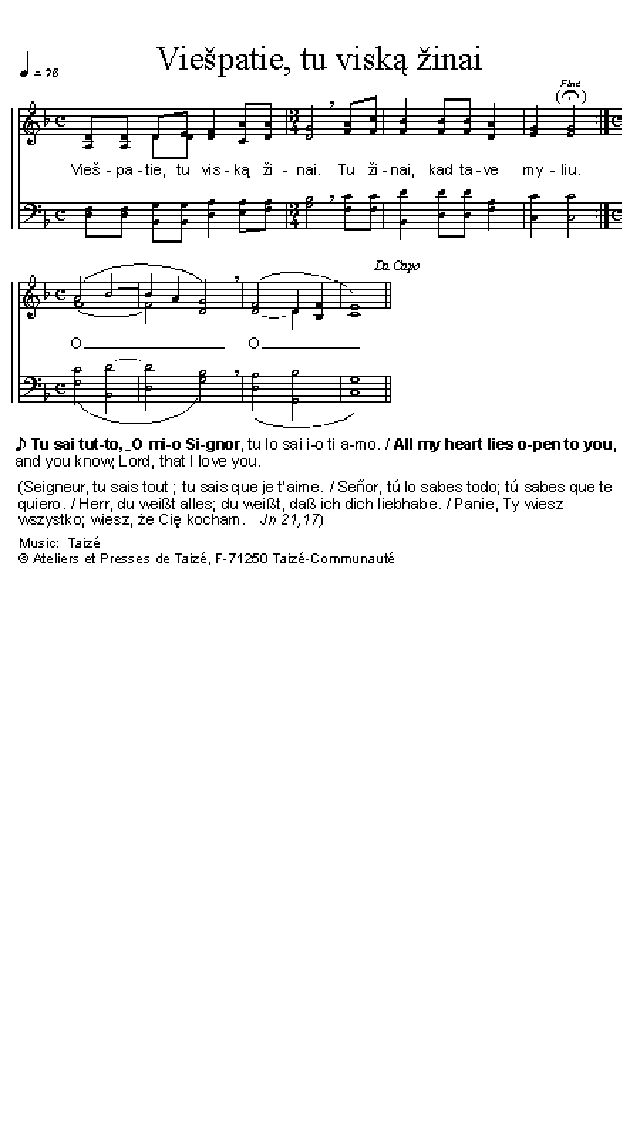 Viešpatie, tu viską žinai
Fine
Vieš - pa - tie, tu vis - ką ži - nai. Tu ži - nai, kad ta - ve my - liu.
Da Capo
O O
♪ Tu sai tut-to,_O mi-o Si-gnor, tu lo sai i-o ti a-mo. / All my heart lies o-pen to you,
and you know, Lord, that I love you.
(Seigneur, tu sais tout ; tu sais que je t'aime. / Señor, tú lo sabes todo; tú sabes que te
quiero. / Herr, du weißt alles; du weißt, daß ich dich liebhabe. / Panie, Ty wiesz
wszystko; wiesz, że Cię kocham. Jn 21,17)
Music: Taizé
© Ateliers et Presses de Taizé, F-71250 Taizé-Communauté